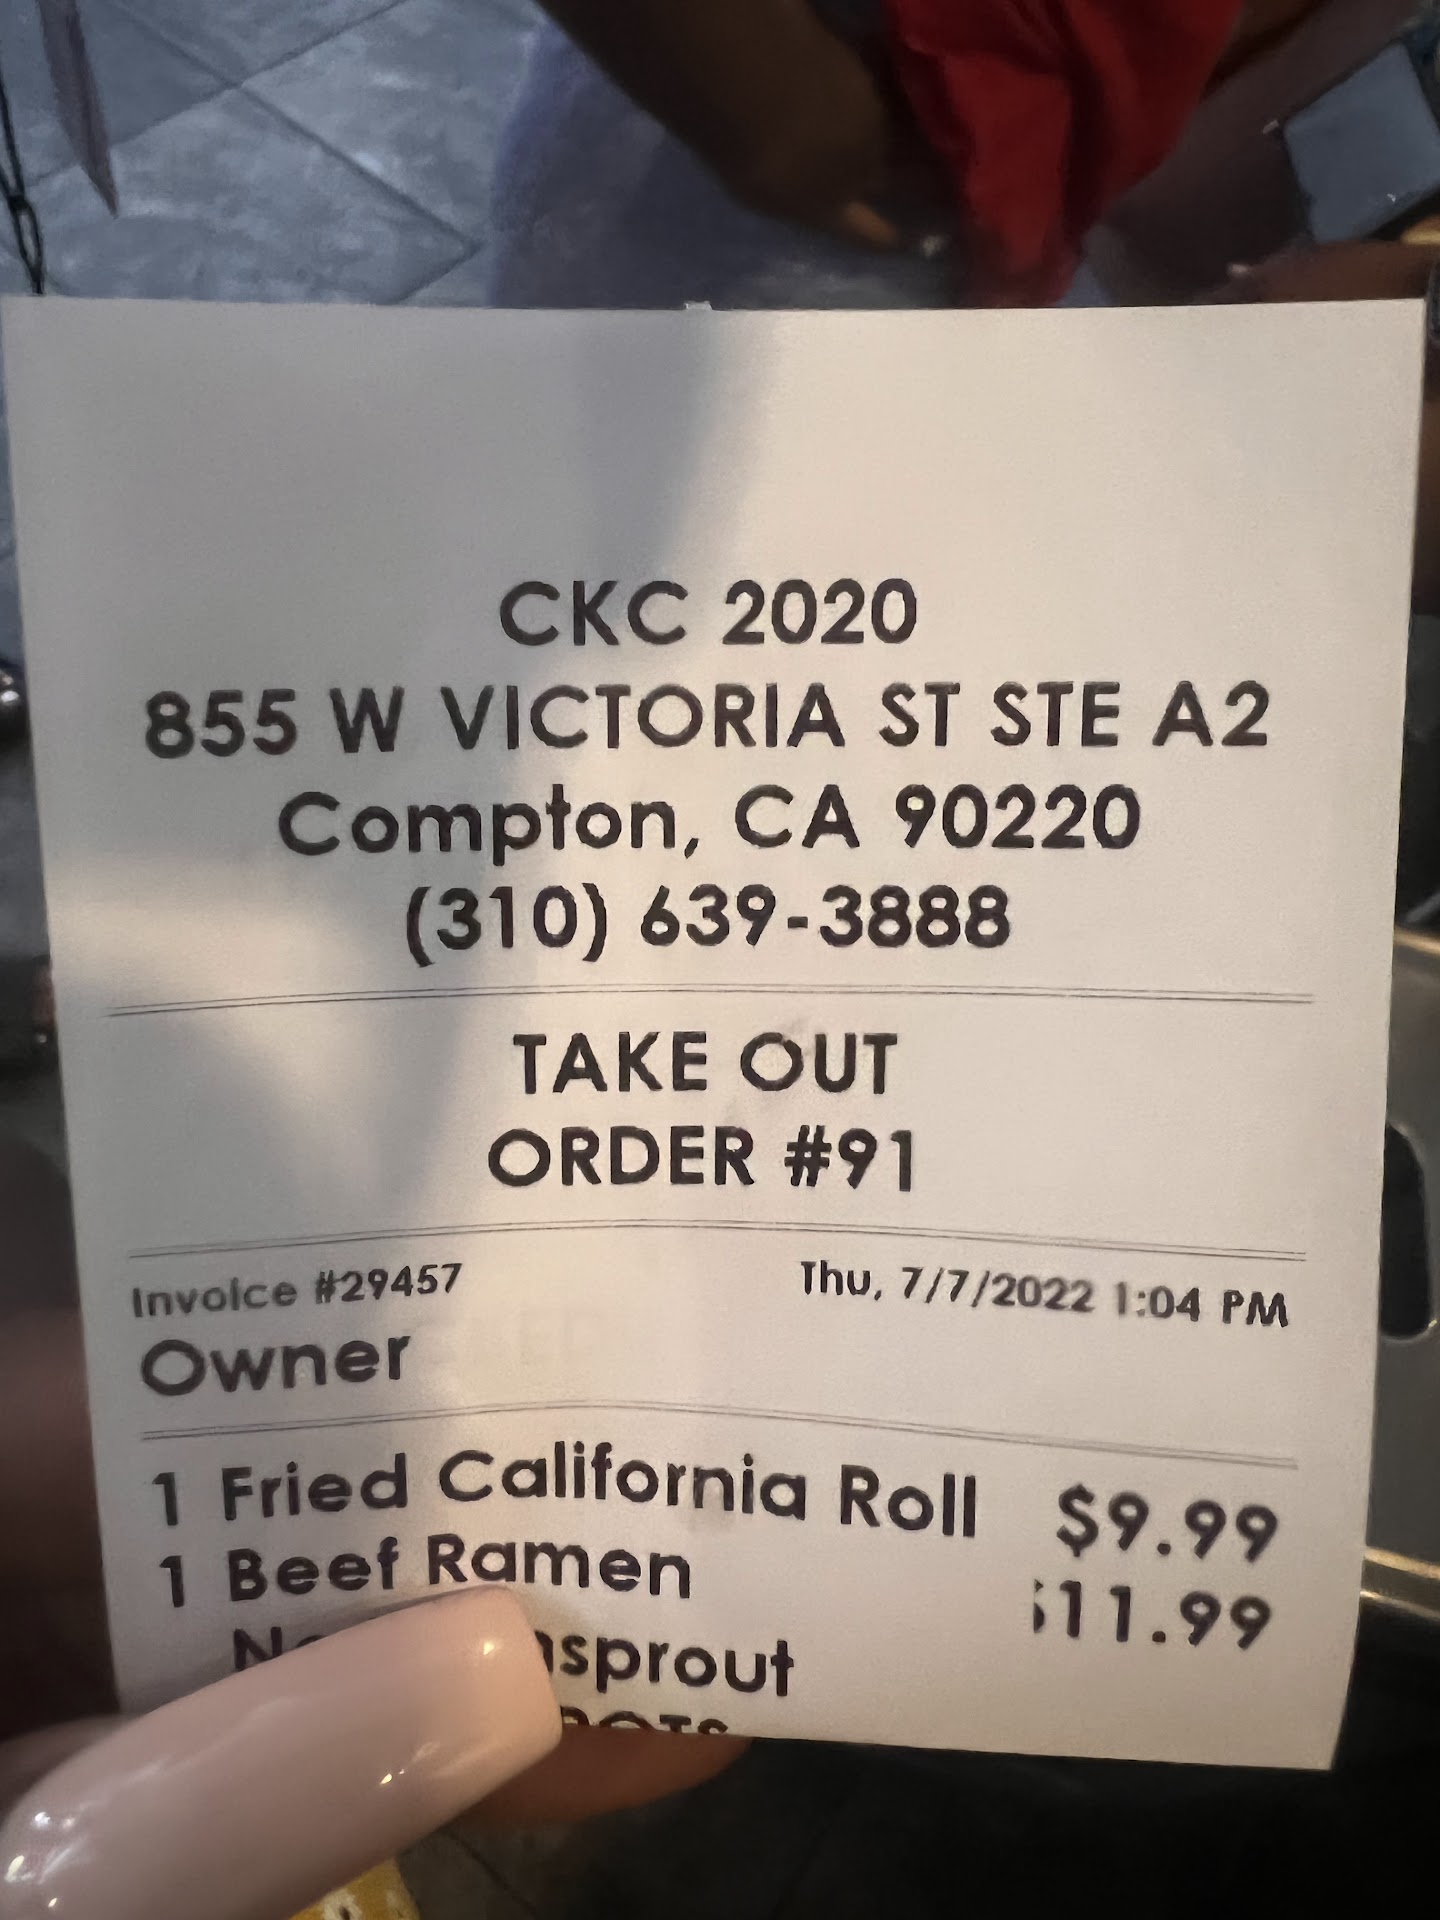 CKC 2020
855 W VICTORIA ST STE A2
Compton, CA 90220
(310) 639-3888
TAKE OUT
ORDER #91
Invoice #29457 Thu, 7/7/2022 1:04 PM
Owner
1 Fried California Roll $9.99
1 Beef Ramen $11.99